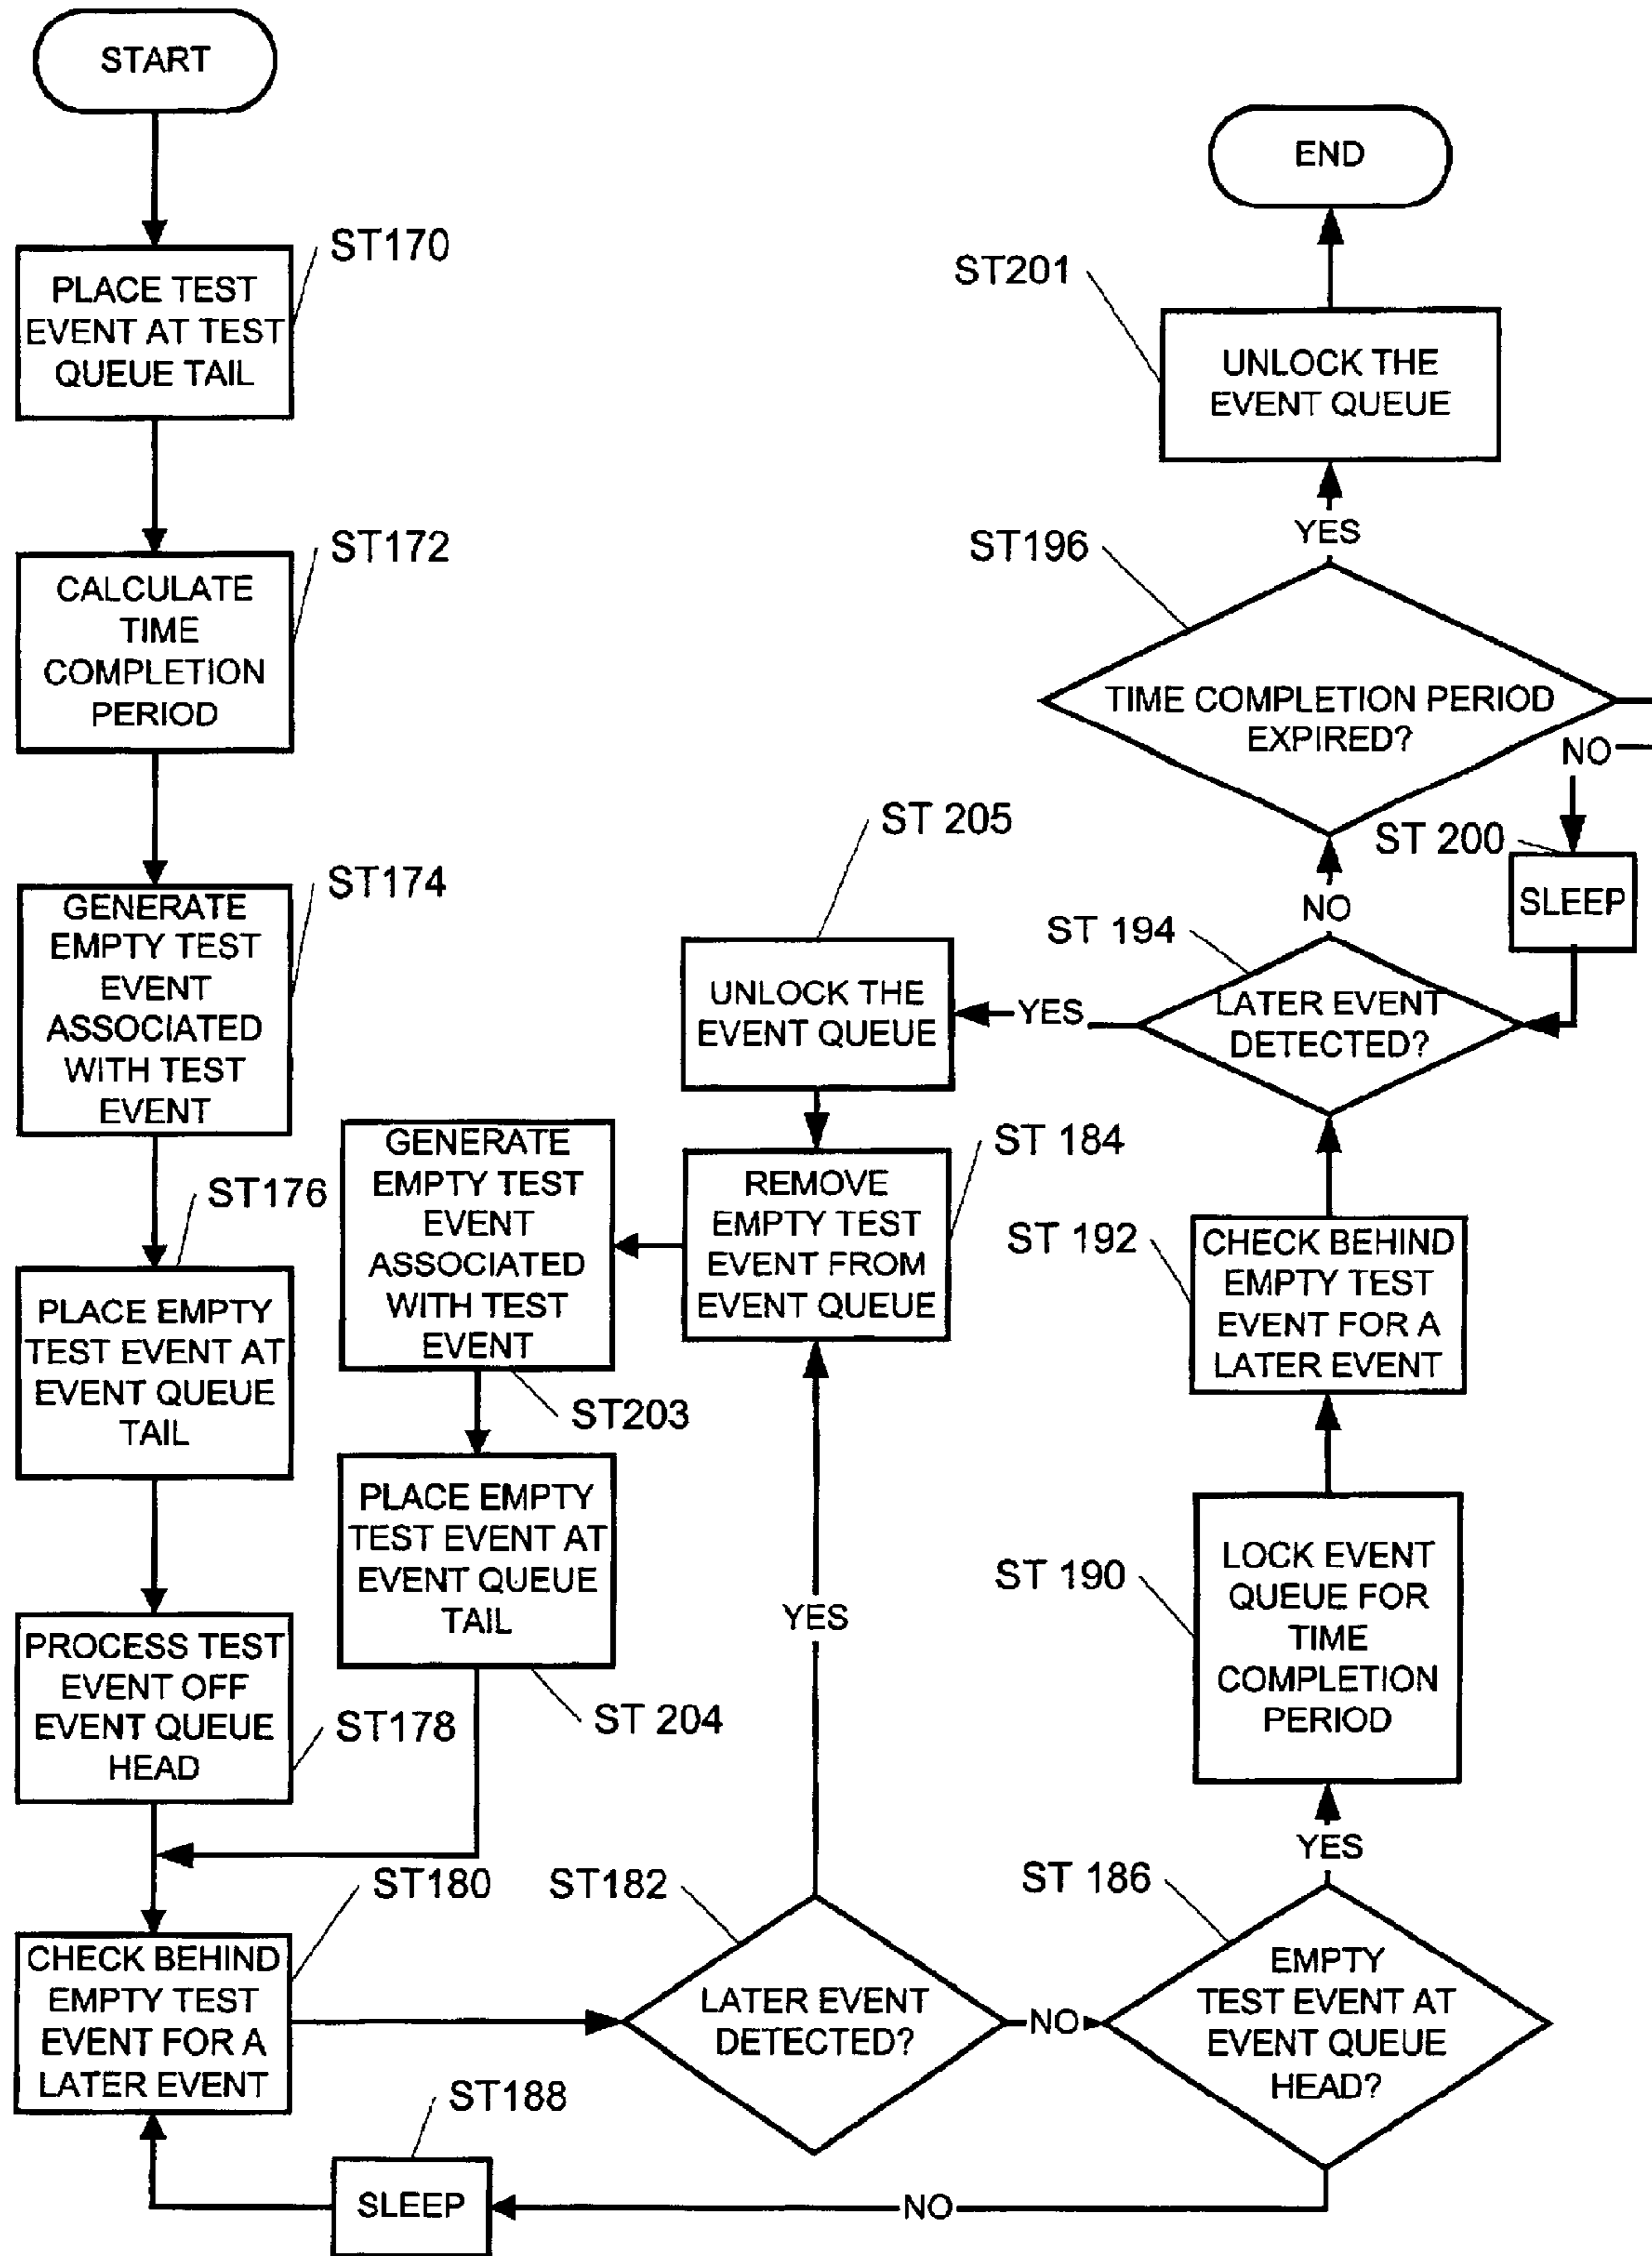 START
ST170
PLACE TEST
EVENT AT TEST
QUEUE TAIL
ST172
CALCULATE
TIME
COMPLETION
PERIOD
ST174
GENERATE
EMPTY TEST
EVENT
ASSOCIATED
WITH TEST
EVENT
ST176
PLACE EMPTY
TEST EVENT AT
EVENT QUEUE
TAIL
PROCESS TEST
EVENT OFF
EVENT QUEUE
HEAD
ST178
ST180
CHECK BEHIND
EMPTY TEST
EVENT FOR A
LATER EVENT
ST188
SLEEP
NO
GENERATE
EMPTY TEST
EVENT
ASSOCIATED
WITH TEST
EVENT
ST203
PLACE EMPTY
TEST EVENT AT
EVENT QUEUE
TAIL
ST 204
ST 205
UNLOCK THE
EVENT QUEUE
YES
ST 184
REMOVE
EMPTY TEST
EVENT FROM
EVENT QUEUE
YES
ST182
LATER EVENT
DETECTED?
NO
END
ST201
UNLOCK THE
EVENT QUEUE
YES
ST196
TIME COMPLETION PERIOD
EXPIRED?
NO
ST 200
SLEEP
NO
ST 194
LATER EVENT
DETECTED?
ST 192
CHECK BEHIND
EMPTY TEST
EVENT FOR A
LATER EVENT
ST 190
LOCK EVENT
QUEUE FOR
TIME
COMPLETION
PERIOD
YES
ST 186
EMPTY
TEST EVENT AT
EVENT QUEUE
HEAD?